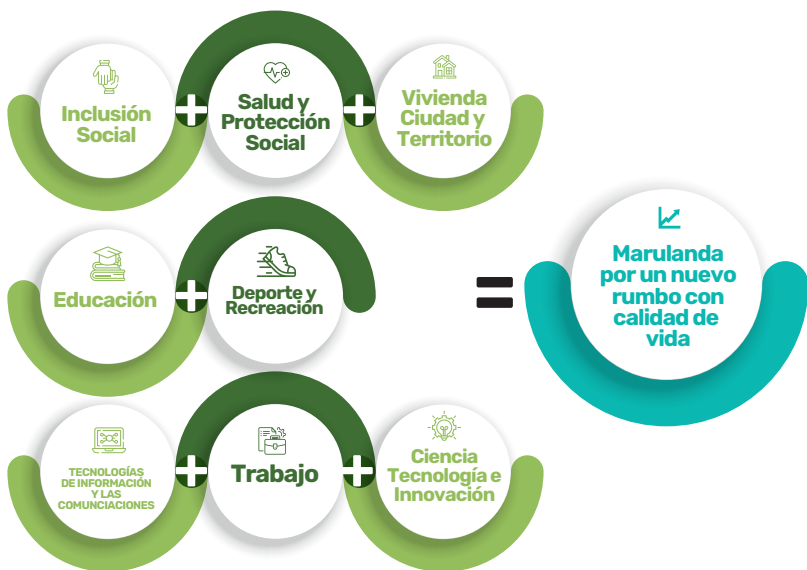 Inclusión
Social
+
Salud y
Protección
Social
+
Vivienda
Ciudad y
Territorio
Educación
+
Deporte y
Recreación
=
Marulanda
por un nuevo
rumbo con
calidad de
vida
TECNOLOGÍAS
DE INFORMACIÓN
Y LAS
COMUNCIACIONES
+
Trabajo
+
Ciencia
Tecnología e
Innovación